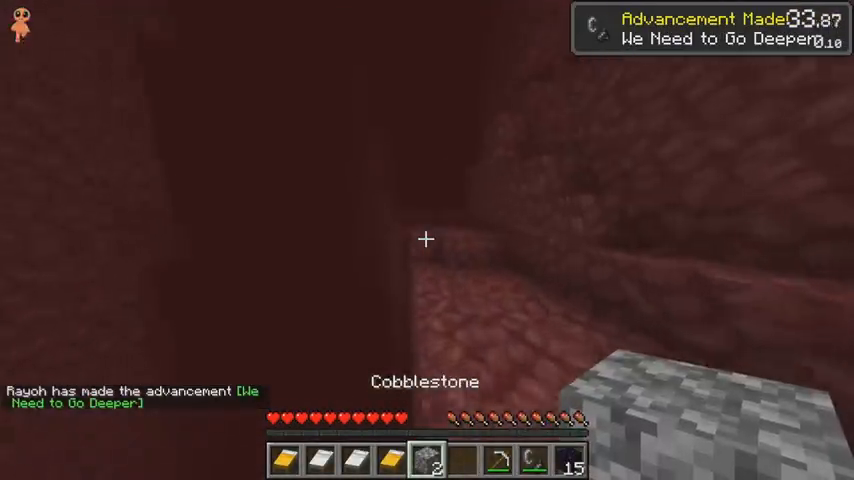 Advancement Made
33.87
We Need to Go Deeper
0.10
Cobblestone
Rayoh has made the advancement [We
Need to Go Deeper]
2
15